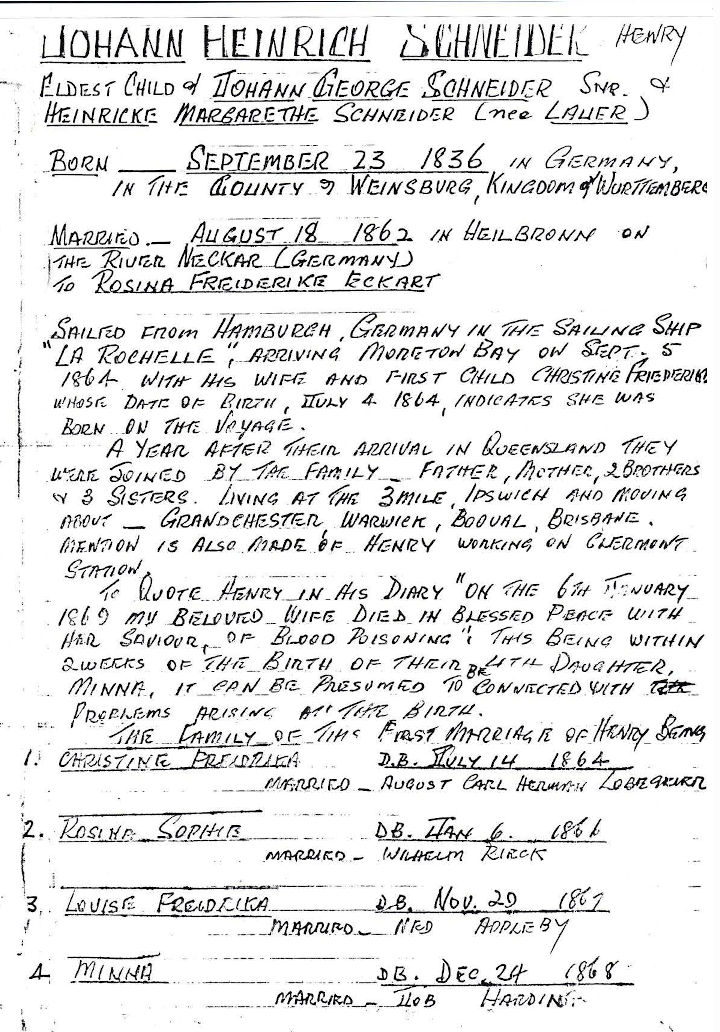 JOHANN HEINRICH SCHNEIDER HENRY
ELDEST CHILD of JOHANN GEORGE SCHNEIDER SNR. &
HEINRICKE MARGARETHE SCHNEIDER (nee LAUER)
BORN — SEPTEMBER 23 1836 IN GERMANY,
IN THE COUNTY of WEINSBURG, KINGDOM of WURTTEMBERG
MARRIED — AUGUST 18 1862 IN HEILBRONN ON
THE RIVER NECKAR (GERMANY)
TO ROSINA FREIDERIKE ECKART
SAILED FROM HAMBURGH, GERMANY IN THE SAILING SHIP
"LA ROCHELLE", ARRIVING MORETON BAY ON SEPT. 5
1864 WITH HIS WIFE AND FIRST CHILD CHRISTINE FRIEDERIK
WHOSE DATE OF BIRTH, JULY 4 1864, INDICATES SHE WAS
BORN ON THE VOYAGE.
A YEAR AFTER THEIR ARRIVAL IN QUEENSLAND THEY
WERE JOINED BY THE FAMILY — FATHER, MOTHER, 2 BROTHERS
& 3 SISTERS. LIVING AT THE 3MILE, IPSWICH AND MOVING
ABOUT — GRANDCHESTER, WARWICK, BOOVAL, BRISBANE.
MENTION IS ALSO MADE OF HENRY WORKING ON CLERMONT
STATION.
TO QUOTE HENRY IN HIS DIARY "ON THE 6TH JANUARY
1869 MY BELOVED WIFE DIED IN BLESSED PEACE WITH
HER SAVIOUR, OF BLOOD POISONING"; THIS BEING WITHIN
2 WEEKS OF THE BIRTH OF THEIR 4TH DAUGHTER,
MINNA, IT CAN BE PRESUMED TO BE CONNECTED WITH
PROBLEMS ARISING AT THE BIRTH.
THE FAMILY OF THIS FIRST MARRIAGE OF HENRY BEING
1. CHRISTINE FREIDRIKA D.B. JULY 14 1864
MARRIED — AUGUST CARL HERMAN
2. ROSINA SOPHIE DB. JAN 6. 1866
MARRIED — WILHELM RIECK
3. LOUISE FREIDRIKA D.B. NOV. 20 1867
MARRIED — NED APPLEBY
4. MINNA DB. DEC. 24 1868
MARRIED — JOB HARDING